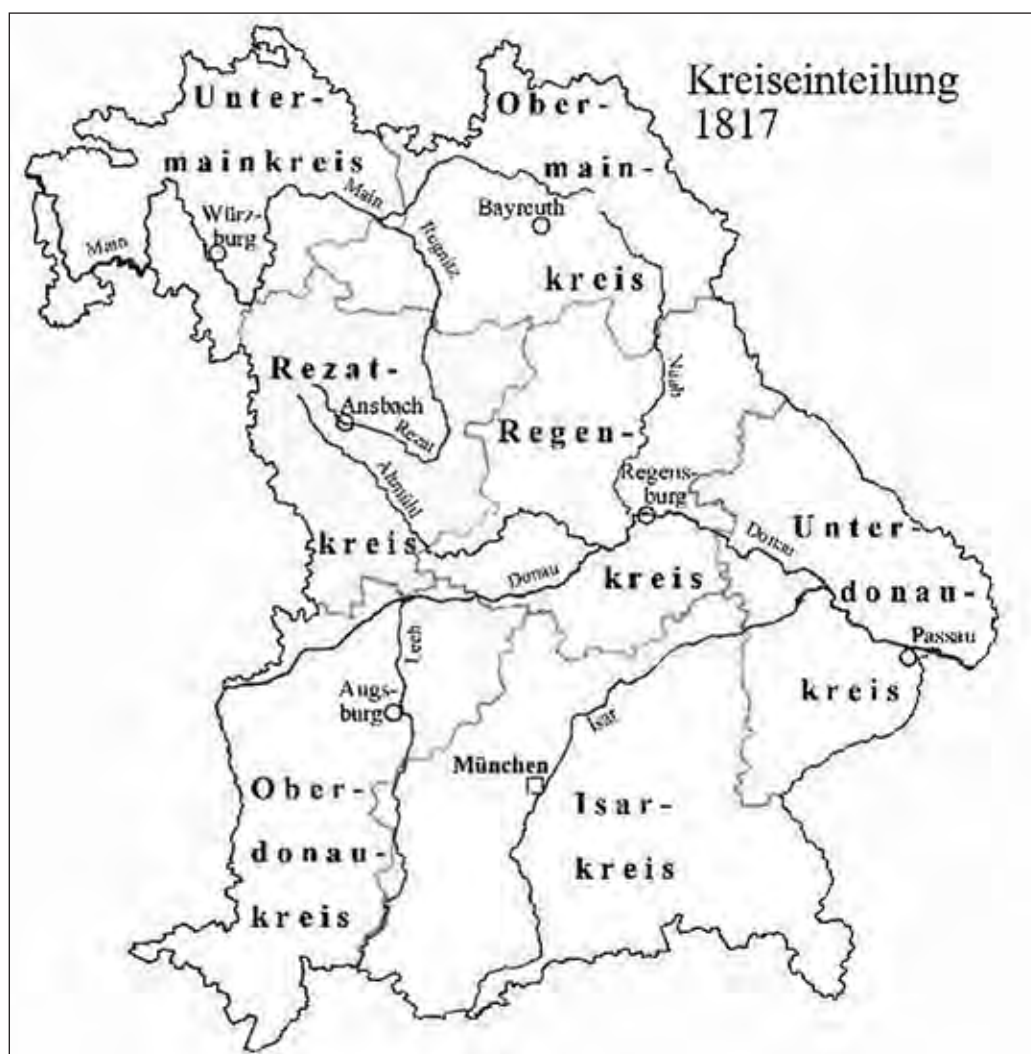 Kreiseinteilung
1817
Unter-
mainkreis
Ober-
main-
kreis
Main
Main
Würz-
burg
Bayreuth
Regnitz
Rezat-
kreis
Ansbach
Rezat
Altmühl
Regen-
kreis
Naab
Regens-
burg
Donau
Donau
Unter-
donau-
kreis
Passau
Lech
Augs-
burg
Isar
München
Ober-
donau-
kreis
Isar-
kreis